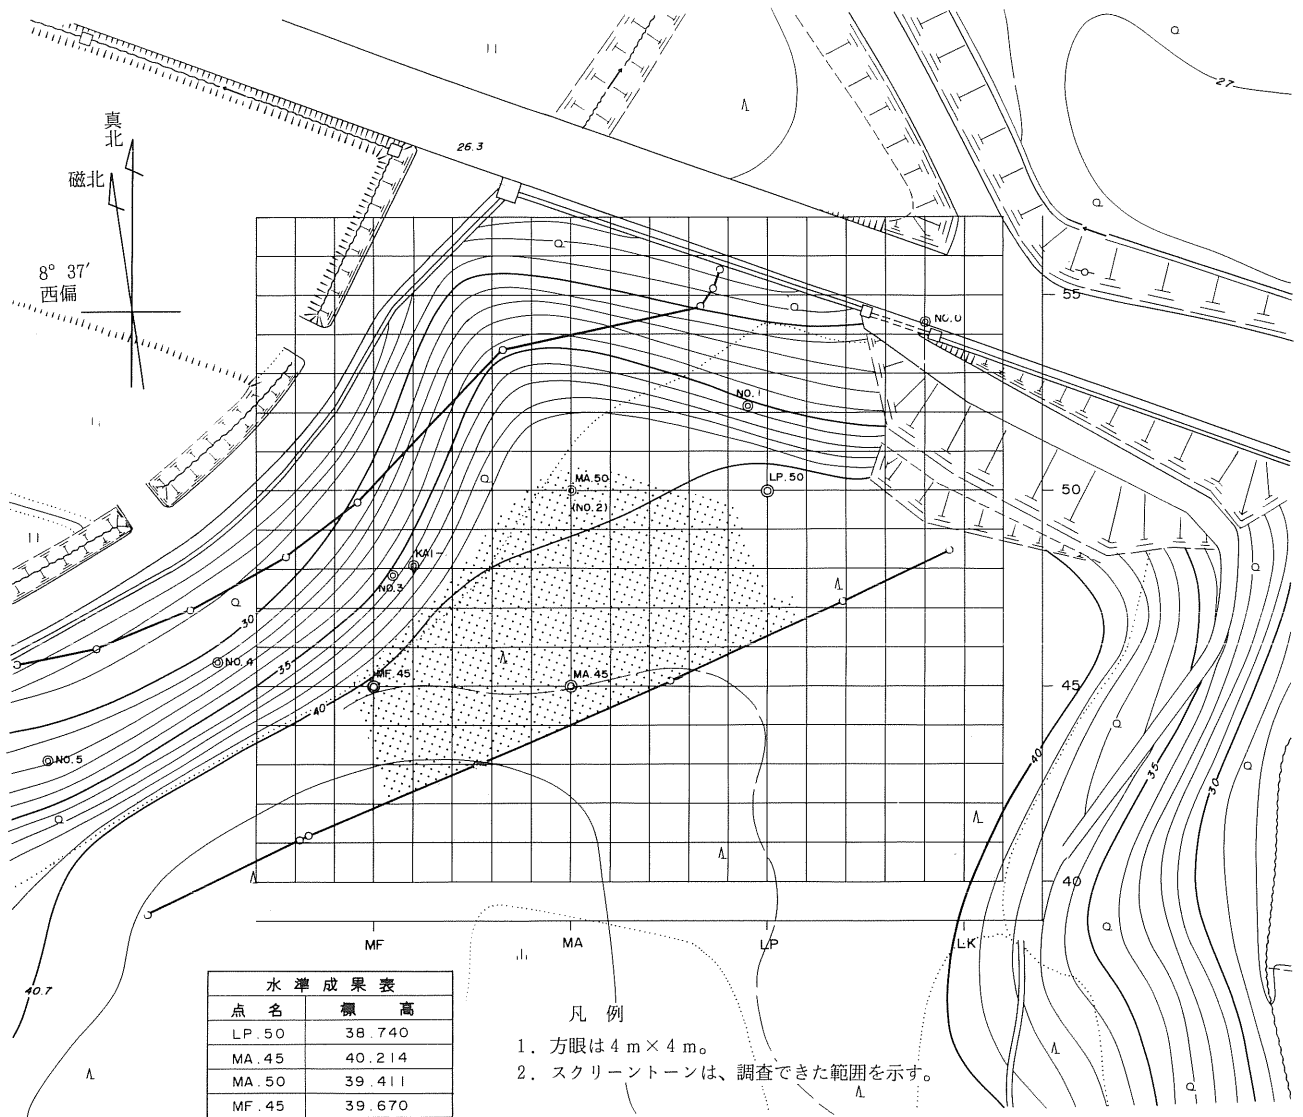 26.3
27
真北
磁北
8° 37′
西偏
55
NO.0
NO.1
MA.50
(NO.2)
LP.50
50
KA1-
NO.3
30
NO.4
35
MF.45
MA.45
45
40
NO.5
40
35
30
40
MF
MA
LP
LK
40.7
水準成果表
点名 標高
LP.50 38.740
MA.45 40.214
MA.50 39.411
MF.45 39.670
凡例
1. 方眼は4m×4m。
2. スクリーントーンは、調査できた範囲を示す。